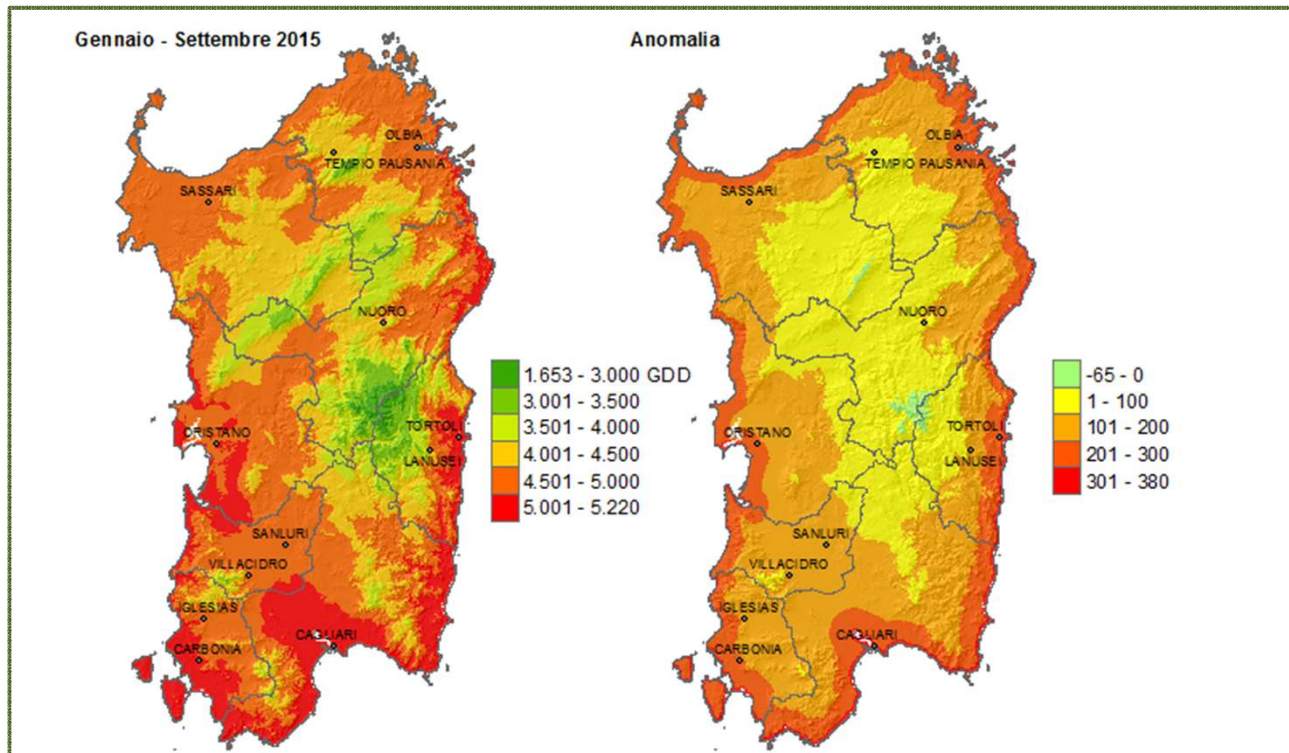 Gennaio - Settembre 2015
OLBIA
TEMPIO PAUSANIA
SASSARI
NUORO
ORISTANO
TORTOLI
LANUSEI
SANLURI
VILLACIDRO
IGLESIAS
CAGLIARI
CARBONIA
1.653 - 3.000 GDD
3.001 - 3.500
3.501 - 4.000
4.001 - 4.500
4.501 - 5.000
5.001 - 5.220
Anomalia
OLBIA
TEMPIO PAUSANIA
SASSARI
NUORO
ORISTANO
TORTOLI
LANUSEI
SANLURI
VILLACIDRO
IGLESIAS
CAGLIARI
CARBONIA
-65 - 0
1 - 100
101 - 200
201 - 300
301 - 380